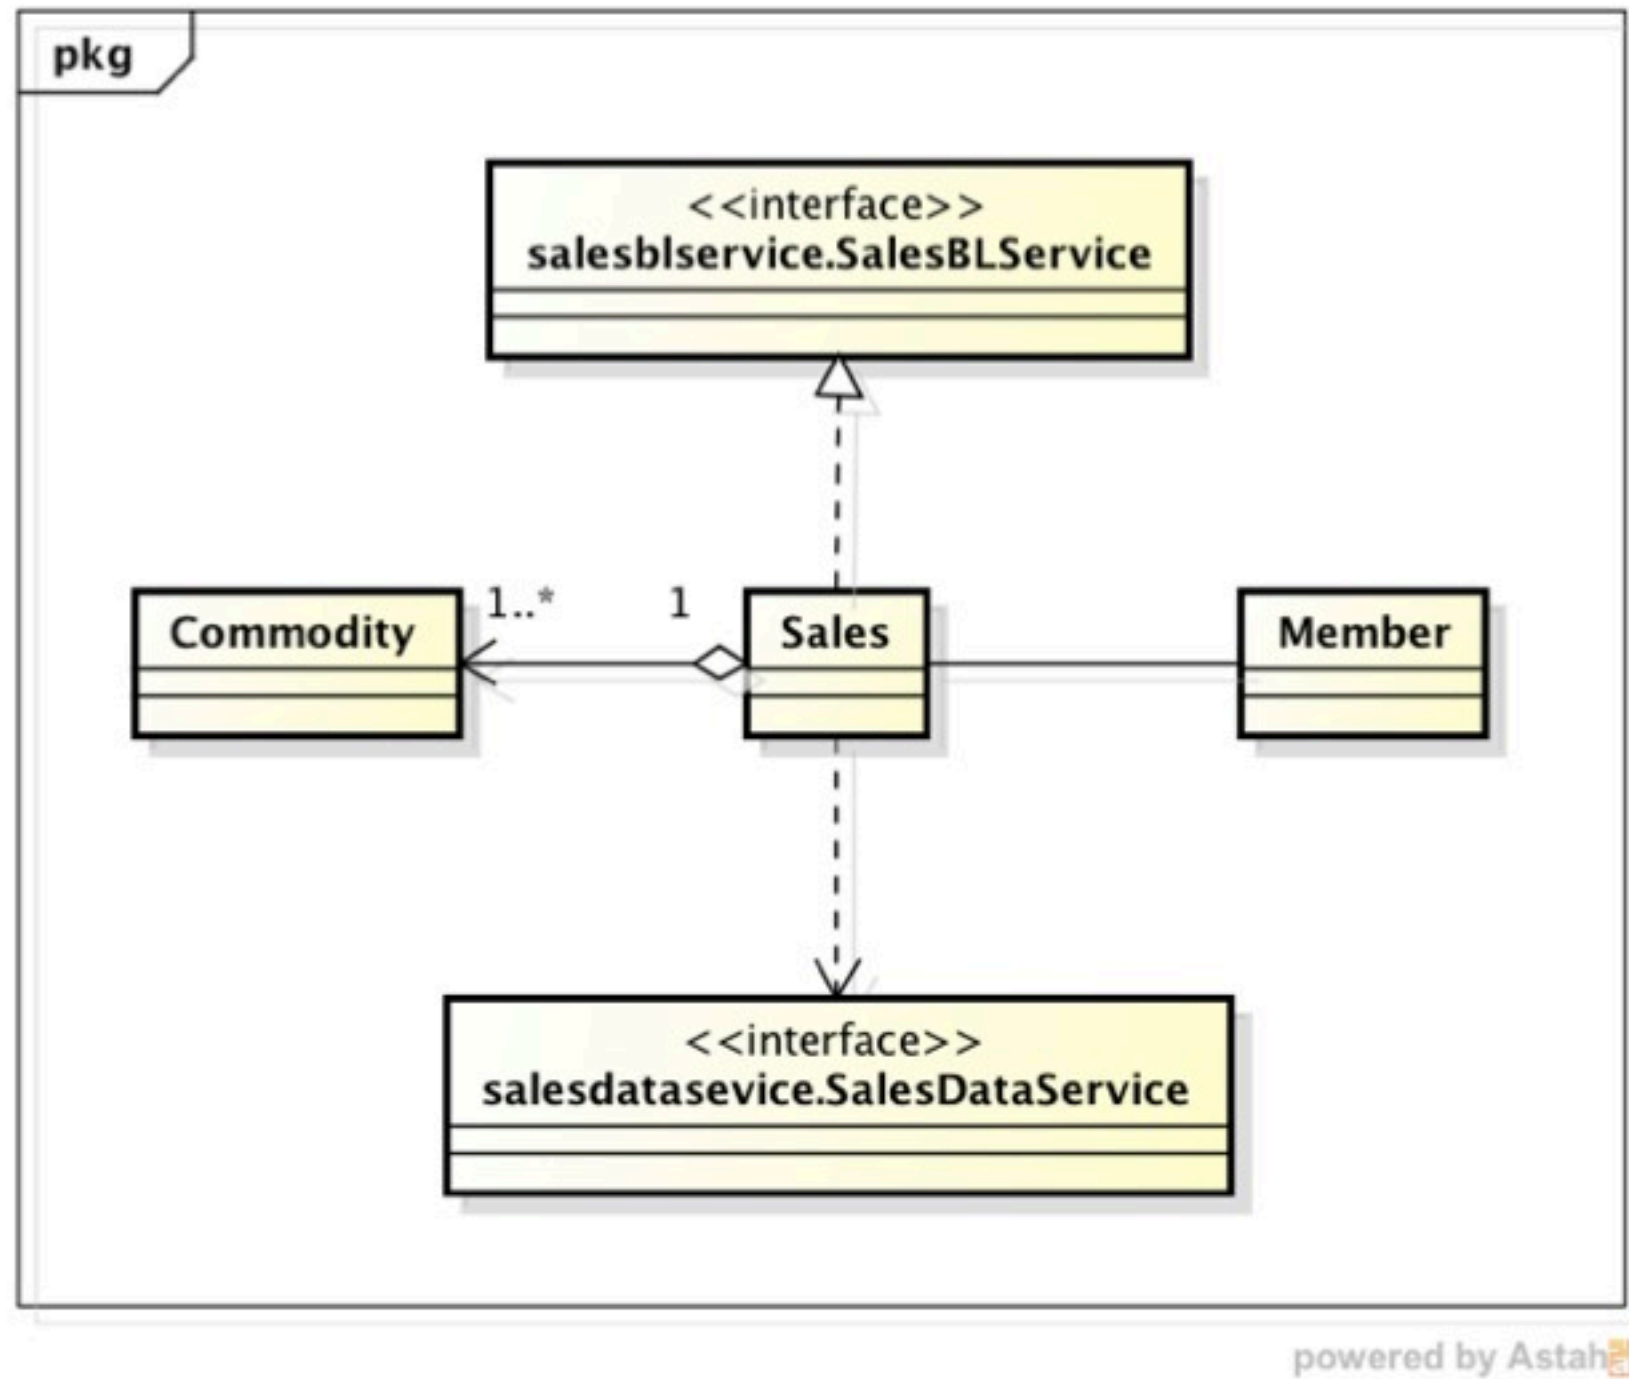 pkg
<<interface>>
salesblservice.SalesBLService
1..*
1
Commodity
Sales
Member
<<interface>>
salesdatasevice.SalesDataService
powered by Astah